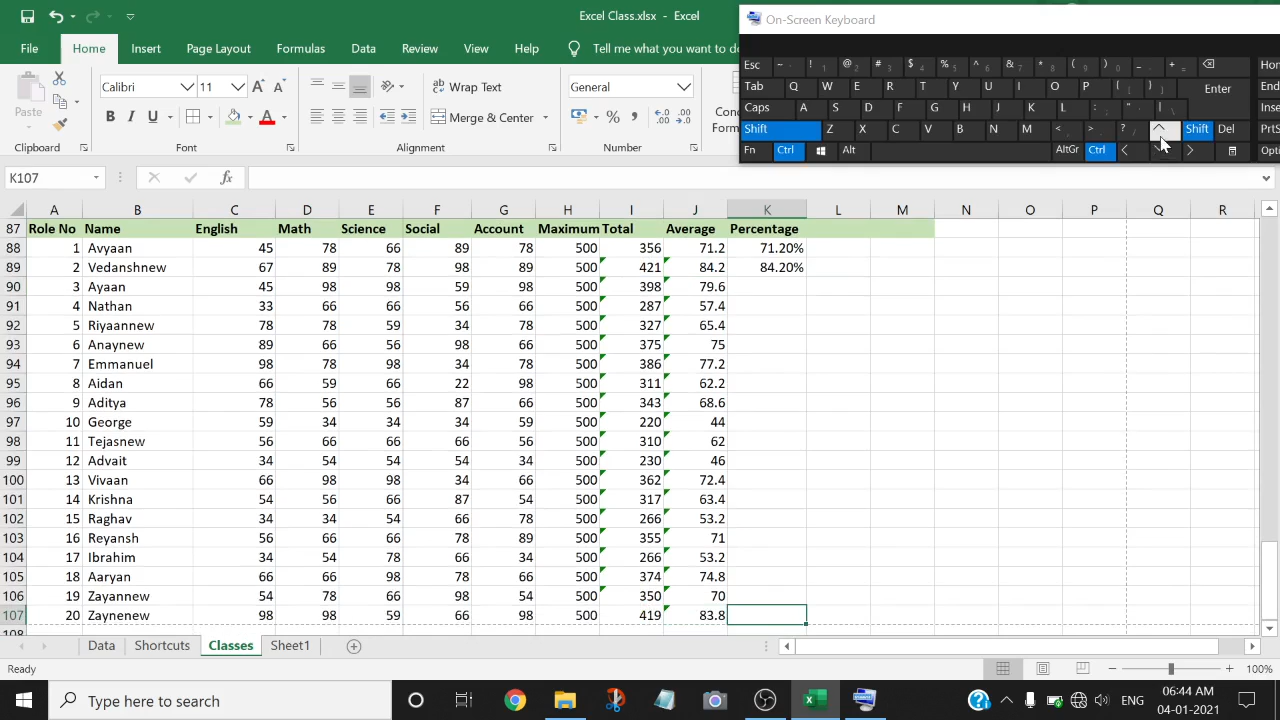 Excel Class.xlsx - Excel
On-Screen Keyboard
File Home Insert Page Layout Formulas Data Review View Help Tell me what you want to do
Paste
Calibri 11
B I U
Wrap Text
Merge & Center
General
% ,
Clipboard Font Alignment Number
Esc ~ ` ! 1 @ 2 # 3 $ 4 % 5 ^ 6 & 7 * 8 ( 9 ) 0 _ - + = Hom
Tab Q W E R T Y U I O P { [ } ] Enter End
Caps A S D F G H J K L : ; " ' | \
Shift Z X C V B N M < , > . ? / Shift Del PrtS
Fn Ctrl Alt AltGr Ctrl Opti
K107 fx
A B C D E F G H I J K L M N O P Q R
87 Role No Name English Math Science Social Account Maximum Total Average Percentage
88 1 Avyaan 45 78 66 89 78 500 356 71.2 71.20%
89 2 Vedanshnew 67 89 78 98 89 500 421 84.2 84.20%
90 3 Ayaan 45 98 98 59 98 500 398 79.6
91 4 Nathan 33 66 66 56 66 500 287 57.4
92 5 Riyaannew 78 78 59 34 78 500 327 65.4
93 6 Anaynew 89 66 56 98 66 500 375 75
94 7 Emmanuel 98 78 98 34 78 500 386 77.2
95 8 Aidan 66 59 66 22 98 500 311 62.2
96 9 Aditya 78 56 56 87 66 500 343 68.6
97 10 George 59 34 34 34 59 500 220 44
98 11 Tejasnew 56 66 66 66 56 500 310 62
99 12 Advait 34 54 54 54 34 500 230 46
100 13 Vivaan 66 98 98 34 66 500 362 72.4
101 14 Krishna 54 56 66 87 54 500 317 63.4
102 15 Raghav 34 34 54 66 78 500 266 53.2
103 16 Reyansh 56 66 66 78 89 500 355 71
104 17 Ibrahim 34 54 78 66 34 500 266 53.2
105 18 Aaryan 66 66 98 78 66 500 374 74.8
106 19 Zayannew 54 78 66 98 54 500 350 70
107 20 Zaynenew 98 98 59 66 98 500 419 83.8
108
Data Shortcuts Classes Sheet1
Ready 100%
Type here to search
ENG
06:44 AM
04-01-2021